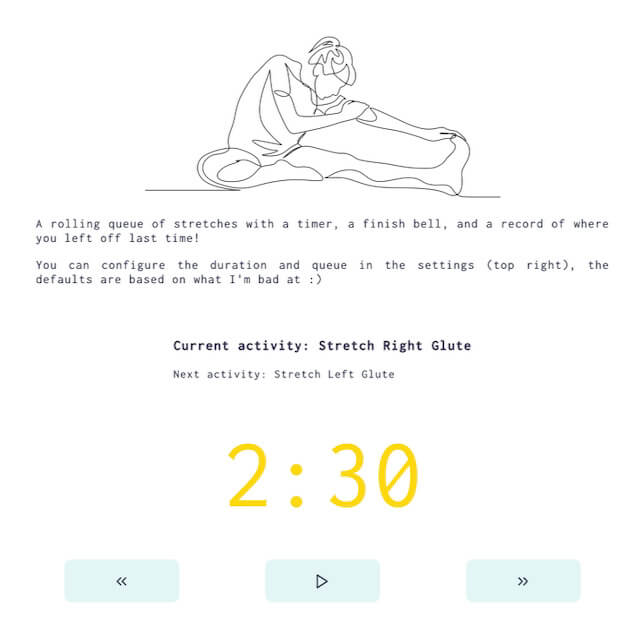 A rolling queue of stretches with a timer, a finish bell, and a record of where
you left off last time!
You can configure the duration and queue in the settings (top right), the
defaults are based on what I'm bad at :)
Current activity: Stretch Right Glute
Next activity: Stretch Left Glute
2:30